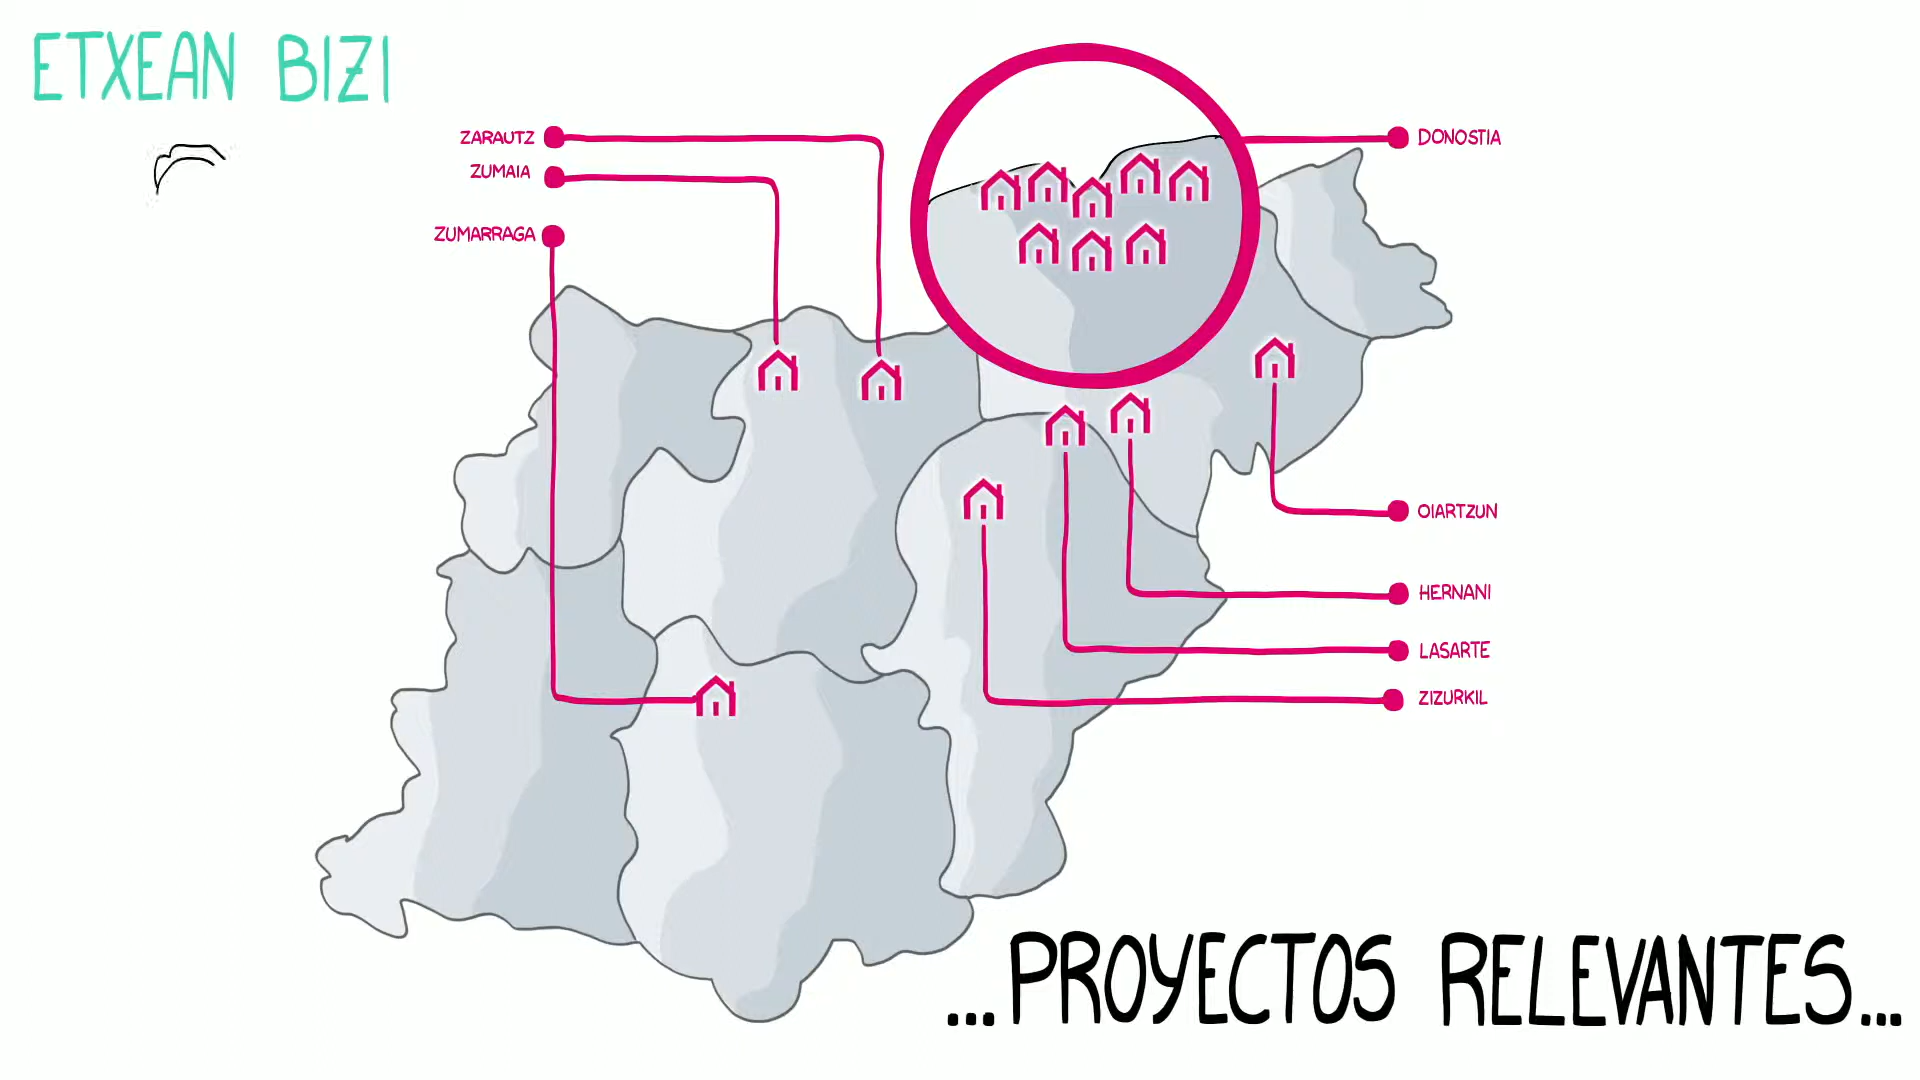 ETXEAN BIZI
ZARAUTZ
DONOSTIA
ZUMAIA
ZUMARRAGA
OIARTZUN
HERNANI
LASARTE
ZIZURKIL
...PROYECTOS RELEVANTES...